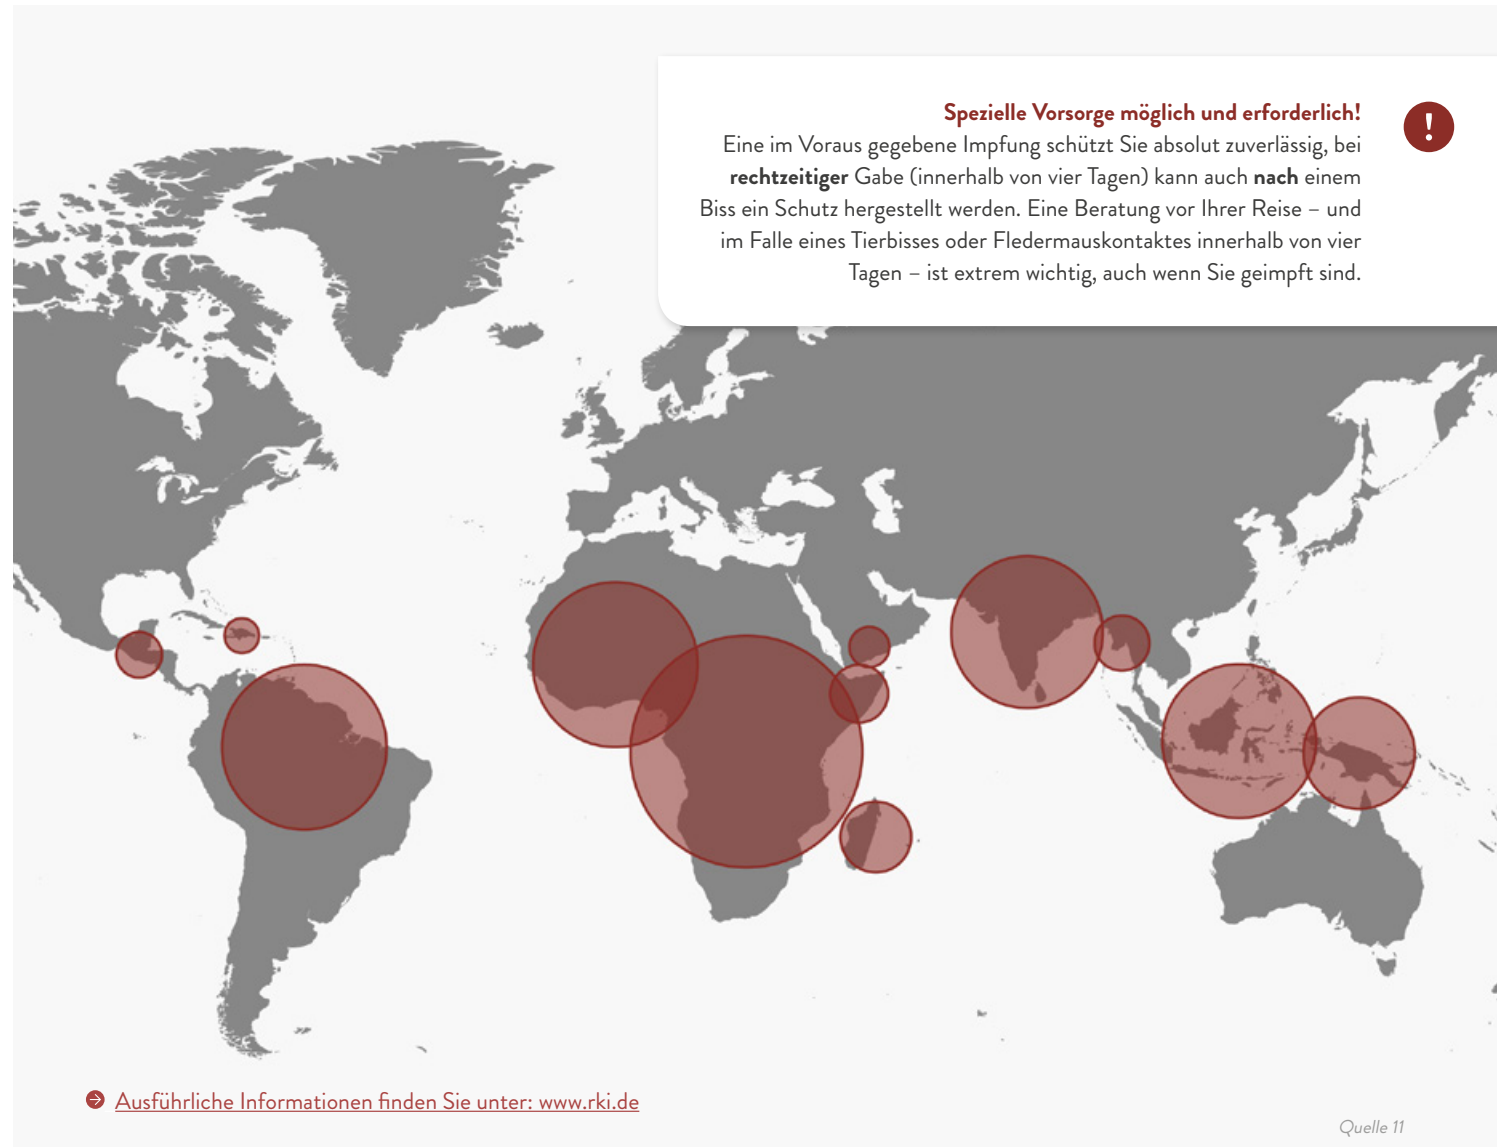 Spezielle Vorsorge möglich und erforderlich!
Eine im Voraus gegebene Impfung schützt Sie absolut zuverlässig, bei
rechtzeitiger Gabe (innerhalb von vier Tagen) kann auch nach einem
Biss ein Schutz hergestellt werden. Eine Beratung vor Ihrer Reise – und
im Falle eines Tierbisses oder Fledermauskontaktes innerhalb von vier
Tagen – ist extrem wichtig, auch wenn Sie geimpft sind.
!
Ausführliche Informationen finden Sie unter: www.rki.de
Quelle 11